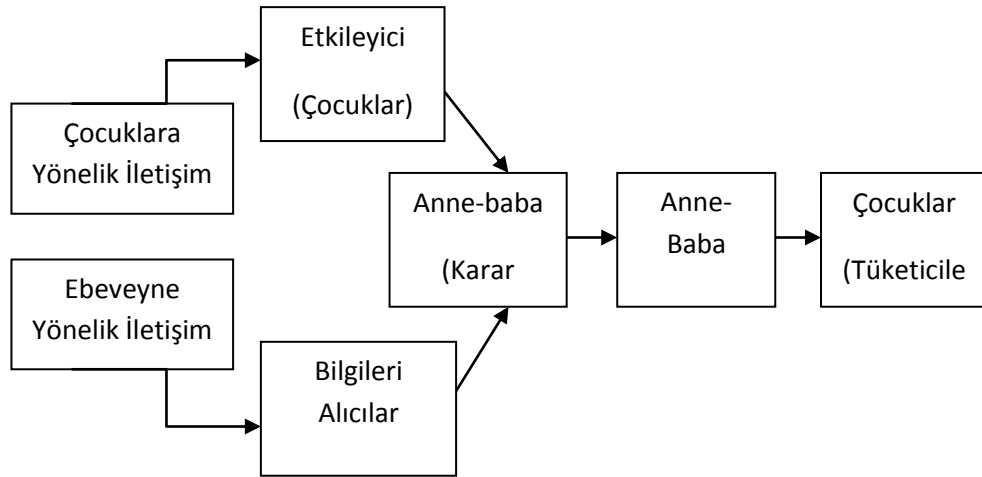 Etkileyici
(Çocuklar)
Çocuklara
Yönelik İletişim
Ebeveyne
Yönelik İletişim
Bilgileri
Alıcılar
Anne-baba
(Karar
Anne-
Baba
Çocuklar
(Tüketicile